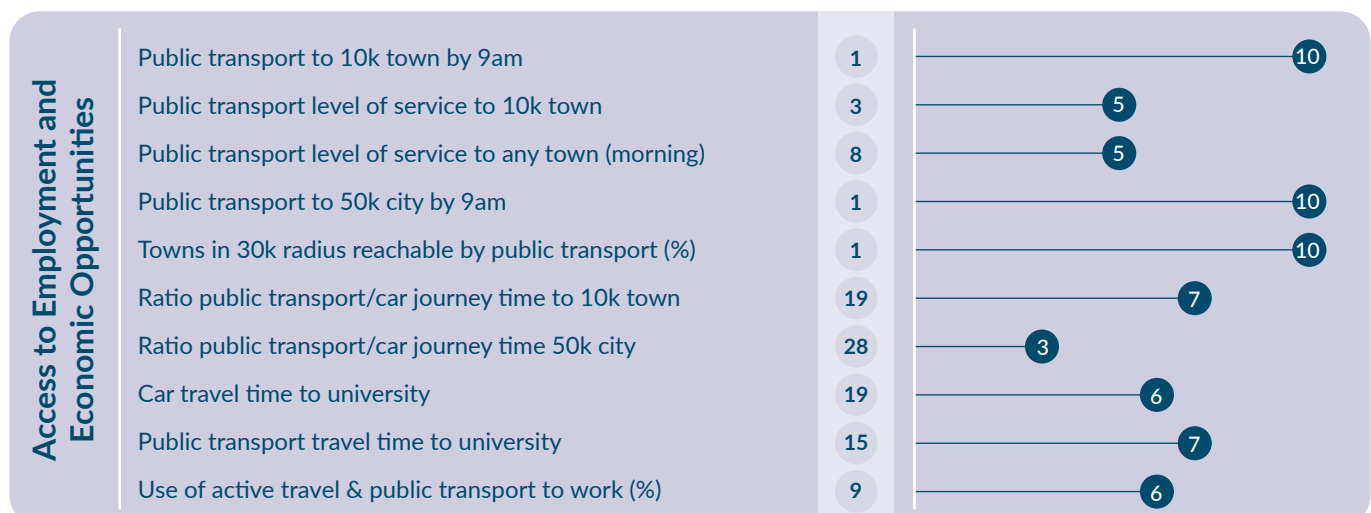 Access to Employment and
Economic Opportunities
Public transport to 10k town by 9am 1 10
Public transport level of service to 10k town 3 5
Public transport level of service to any town (morning) 8 5
Public transport to 50k city by 9am 1 10
Towns in 30k radius reachable by public transport (%) 1 10
Ratio public transport/car journey time to 10k town 19 7
Ratio public transport/car journey time 50k city 28 3
Car travel time to university 19 6
Public transport travel time to university 15 7
Use of active travel & public transport to work (%) 9 6